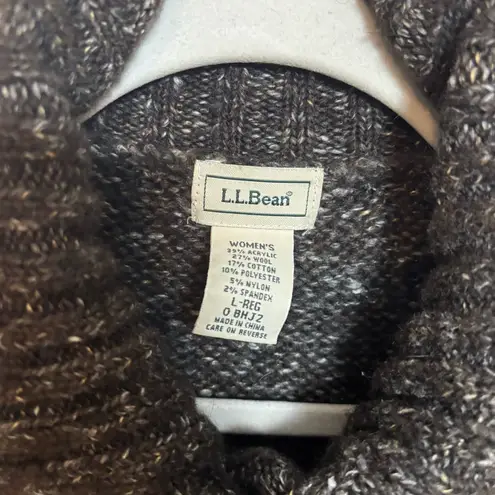 L.L.Bean®
WOMEN'S
39% ACRYLIC
27% WOOL
17% COTTON
10% POLYESTER
5% NYLON
2% SPANDEX
L-REG
0 BHJ2
MADE IN CHINA
CARE ON REVERSE